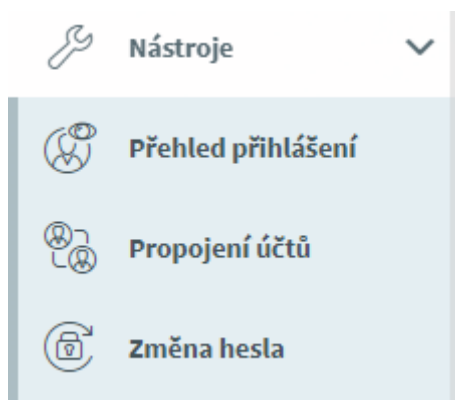 Nástroje
Přehled přihlášení
Propojení účtů
Změna hesla